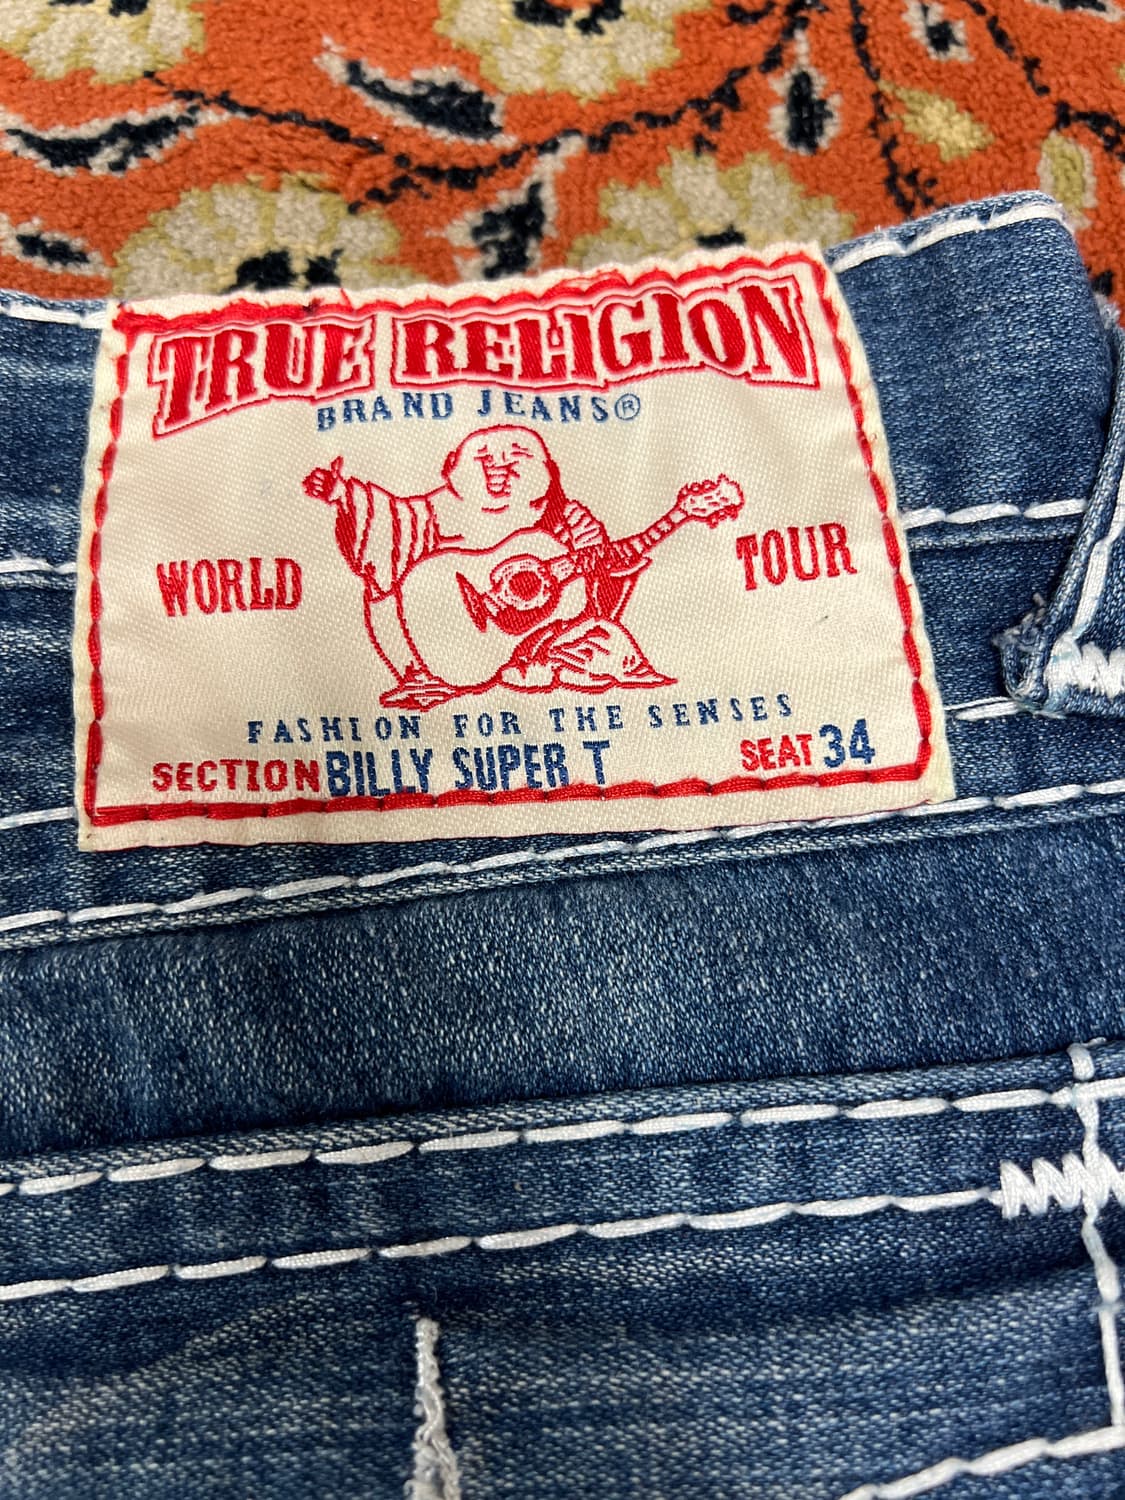 TRUE RELIGION
BRAND JEANS®
WORLD TOUR
FASHION FOR THE SENSES
SECTION BILLY SUPER T SEAT 34